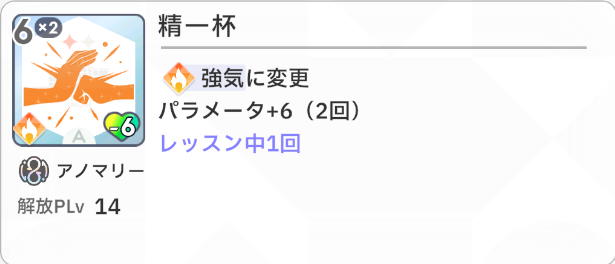 6 ×2
精一杯
強気に変更
パラメータ+6（2回）
レッスン中1回
-6
A
アノマリー
解放PLv 14